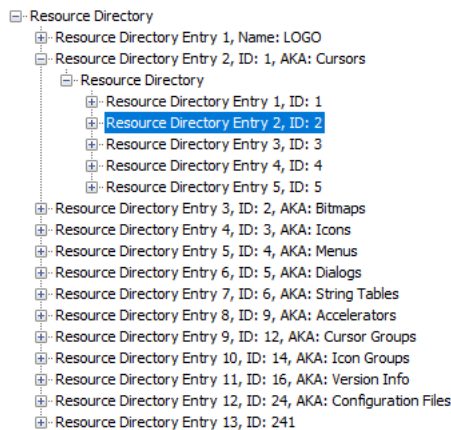 Resource Directory
Resource Directory Entry 1, Name: LOGO
Resource Directory Entry 2, ID: 1, AKA: Cursors
Resource Directory
Resource Directory Entry 1, ID: 1
Resource Directory Entry 2, ID: 2
Resource Directory Entry 3, ID: 3
Resource Directory Entry 4, ID: 4
Resource Directory Entry 5, ID: 5
Resource Directory Entry 3, ID: 2, AKA: Bitmaps
Resource Directory Entry 4, ID: 3, AKA: Icons
Resource Directory Entry 5, ID: 4, AKA: Menus
Resource Directory Entry 6, ID: 5, AKA: Dialogs
Resource Directory Entry 7, ID: 6, AKA: String Tables
Resource Directory Entry 8, ID: 9, AKA: Accelerators
Resource Directory Entry 9, ID: 12, AKA: Cursor Groups
Resource Directory Entry 10, ID: 14, AKA: Icon Groups
Resource Directory Entry 11, ID: 16, AKA: Version Info
Resource Directory Entry 12, ID: 24, AKA: Configuration Files
Resource Directory Entry 13, ID: 241